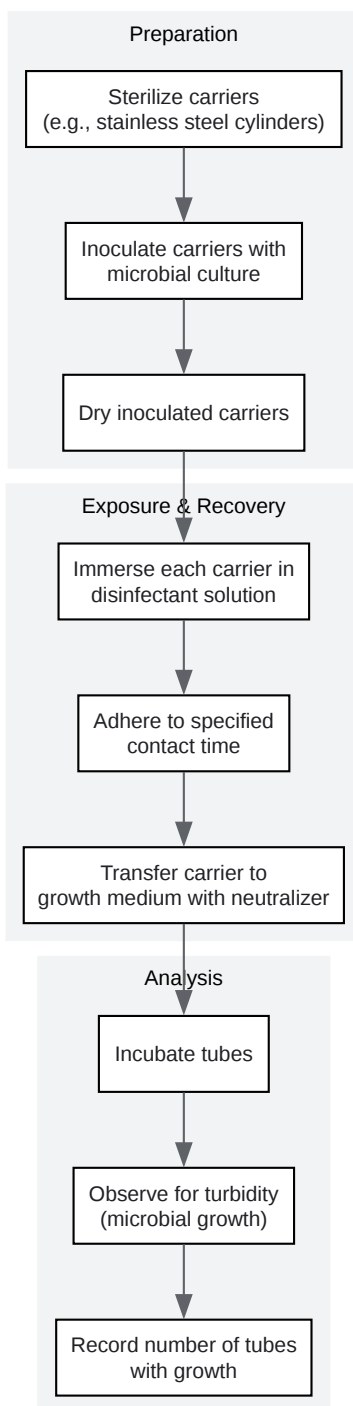 Preparation
Sterilize carriers
(e.g., stainless steel cylinders)
Inoculate carriers with
microbial culture
Dry inoculated carriers
Exposure & Recovery
Immerse each carrier in
disinfectant solution
Adhere to specified
contact time
Transfer carrier to
growth medium with neutralizer
Analysis
Incubate tubes
Observe for turbidity
(microbial growth)
Record number of tubes
with growth